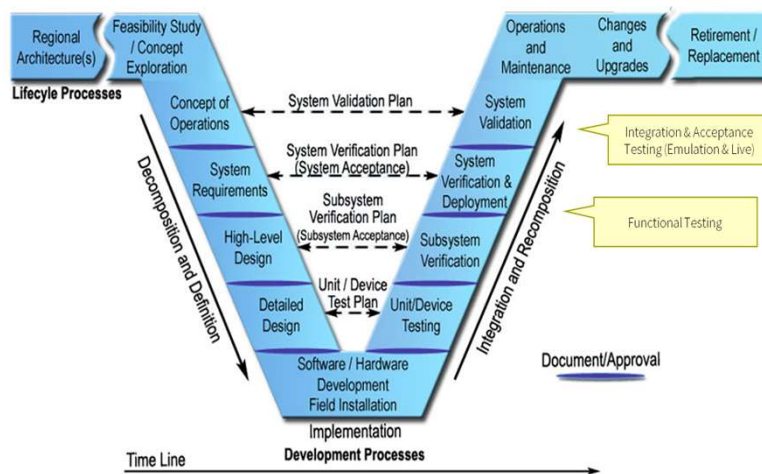 Regional
Architecture(s)
Feasibility Study
/ Concept
Exploration
Operations
and
Maintenance
Changes
and
Upgrades
Retirement /
Replacement
Lifecyle Processes
Concept of
Operations
System Validation Plan
System
Validation
Integration & Acceptance
Testing (Emulation & Live)
System
Requirements
System Verification Plan
(System Acceptance)
System
Verification &
Deployment
Functional Testing
High-Level
Design
Subsystem
Verification Plan
(Subsystem Acceptance)
Subsystem
Verification
Detailed
Design
Unit / Device
Test Plan
Unit/Device
Testing
Decomposition and Definition
Integration and Recomposition
Software / Hardware
Development
Field Installation
Document/Approval
Implementation
Development Processes
Time Line